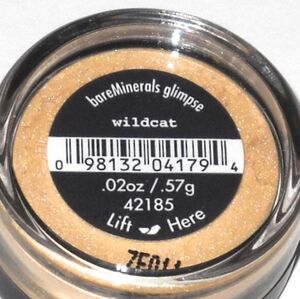 bareMinerals glimpse
wildcat
0 98132 04179 4
.02oz /.57g
42185
Lift Here